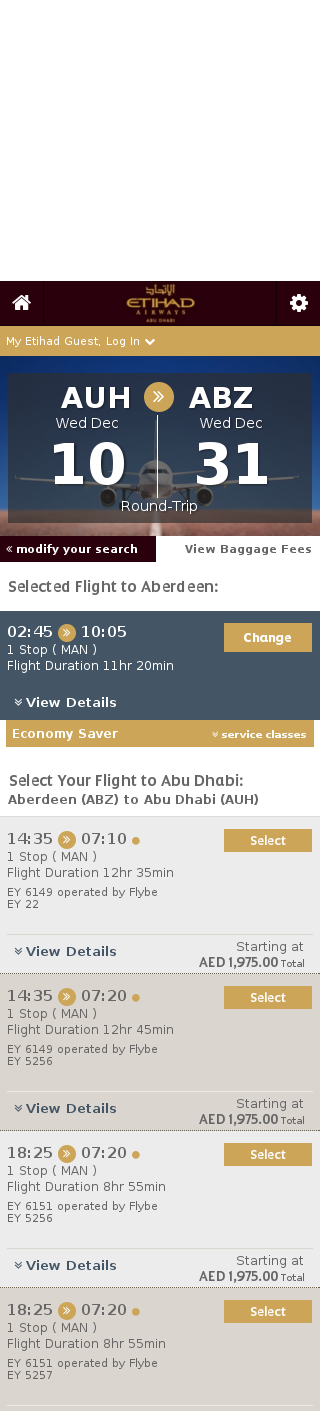 الإتحاد
ETIHAD
AIRWAYS
ABU DHABI
My Etihad Guest, Log In
AUH ABZ
Wed Dec Wed Dec
10 31
Round-Trip
« modify your search View Baggage Fees
Selected Flight to Aberdeen:
02:45 » 10:05 Change
1 Stop ( MAN )
Flight Duration 11hr 20min
View Details
Economy Saver service classes
Select Your Flight to Abu Dhabi:
Aberdeen (ABZ) to Abu Dhabi (AUH)
14:35 » 07:10 Select
1 Stop ( MAN )
Flight Duration 12hr 35min
EY 6149 operated by Flybe
EY 22
Starting at
View Details
AED 1,975.00 Total
14:35 » 07:20 Select
1 Stop ( MAN )
Flight Duration 12hr 45min
EY 6149 operated by Flybe
EY 5256
Starting at
View Details
AED 1,975.00 Total
18:25 » 07:20 Select
1 Stop ( MAN )
Flight Duration 8hr 55min
EY 6151 operated by Flybe
EY 5256
Starting at
View Details
AED 1,975.00 Total
18:25 » 07:20 Select
1 Stop ( MAN )
Flight Duration 8hr 55min
EY 6151 operated by Flybe
EY 5257